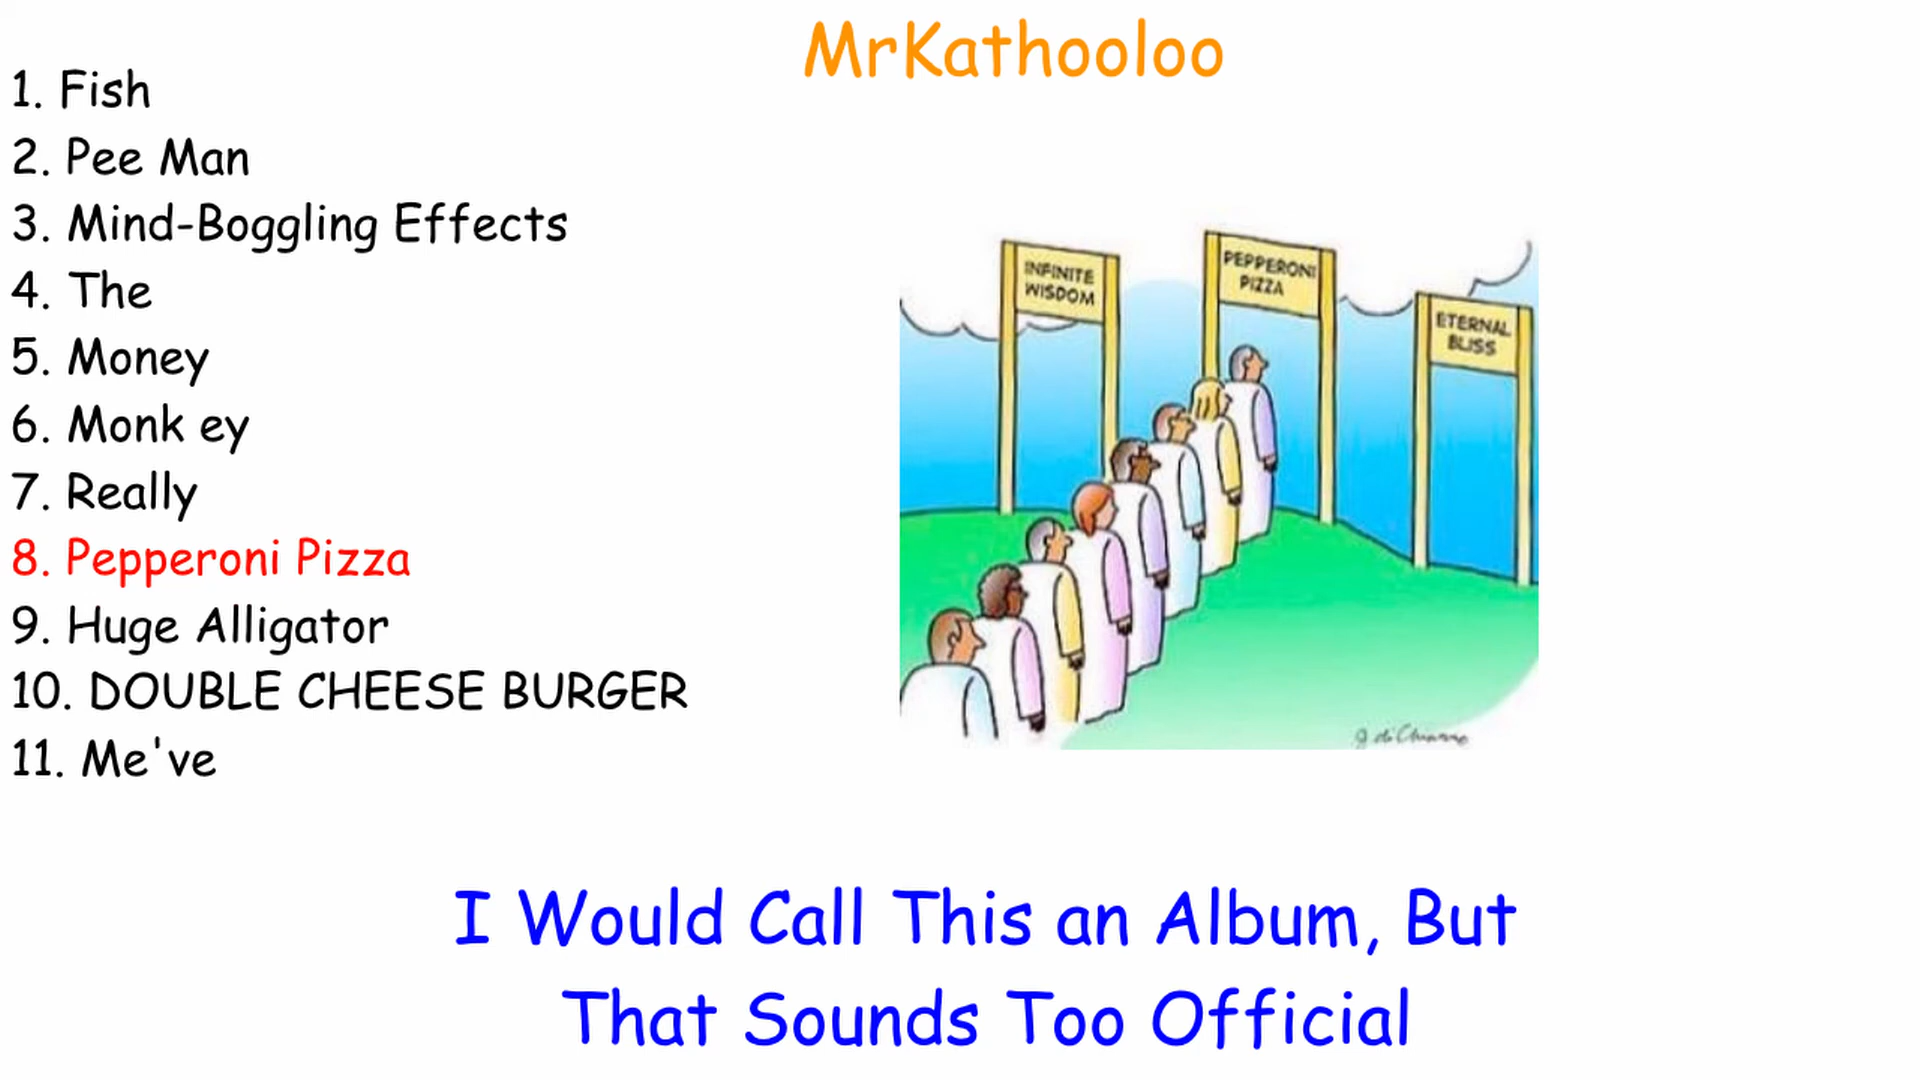 MrKathooloo
1. Fish
2. Pee Man
3. Mind-Boggling Effects
4. The
5. Money
6. Monk ey
7. Really
8. Pepperoni Pizza
9. Huge Alligator
10. DOUBLE CHEESE BURGER
11. Me've
INFINITE
WISDOM
PEPPERONI
PIZZA
ETERNAL
BLISS
I Would Call This an Album, But
That Sounds Too Official